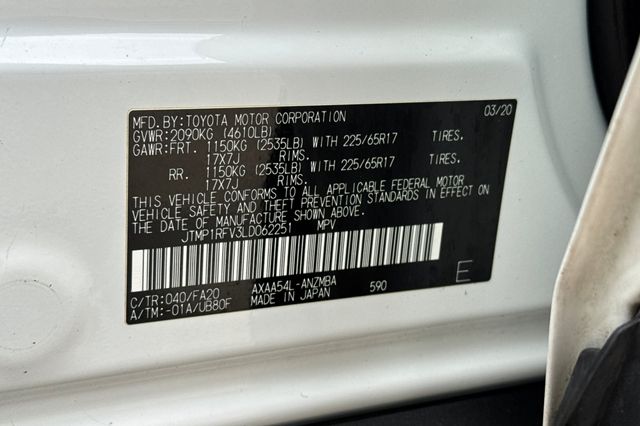 MFD. BY: TOYOTA MOTOR CORPORATION 03/20
GVWR: 2090KG (4610LB)
GAWR: FRT. 1150KG (2535LB) WITH 225/65R17 TIRES.
17X7J RIMS.
RR. 1150KG (2535LB) WITH 225/65R17 TIRES.
17X7J RIMS.
THIS VEHICLE CONFORMS TO ALL APPLICABLE FEDERAL MOTOR
VEHICLE SAFETY AND THEFT PREVENTION STANDARDS IN EFFECT ON
THE DATE OF MANUFACTURE SHOWN ABOVE.
JTMP1RFV3LD062251 MPV
C/TR: 040/FA20 AXAA54L-ANZMBA 590 E
A/TM: -01A/UB80F MADE IN JAPAN